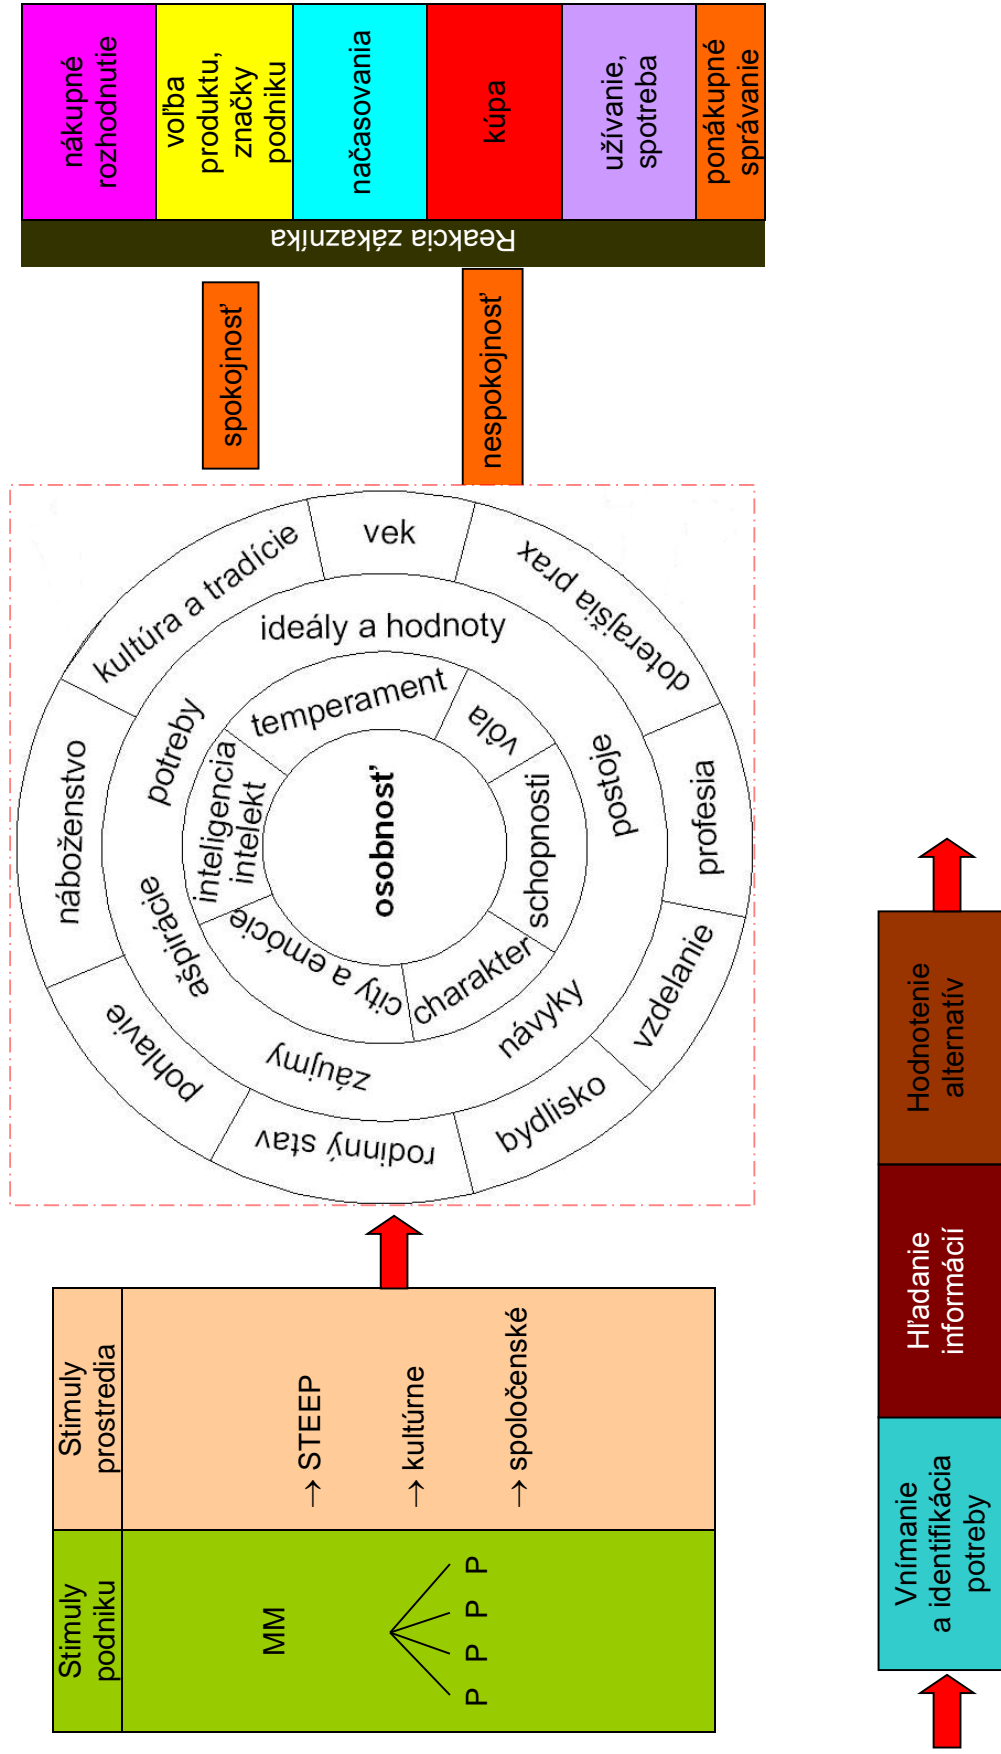 Stimuly
podniku
MM
P P P P
Stimuly
prostredia
→ STEEP
→ kultúrne
→ spoločenské
osobnosť
temperament
vôla
schopnosti
charakter
city a emócie
inteligencia
intelekt
ideály a hodnoty
postoje
návyky
záujmy
ašpirácie
potreby
vek
doterajšia prax
profesia
vzdelanie
bydlisko
rodinný stav
pohlavie
náboženstvo
kultúra a tradície
spokojnosť
nespokojnosť
Reakcia zákazníka
nákupné
rozhodnutie
voľba
produktu,
značky
podniku
načasovania
kúpa
užívanie,
spotreba
ponákupné
správanie
Vnímanie
a identifikácia
potreby
Hľadanie
informácií
Hodnotenie
alternatív